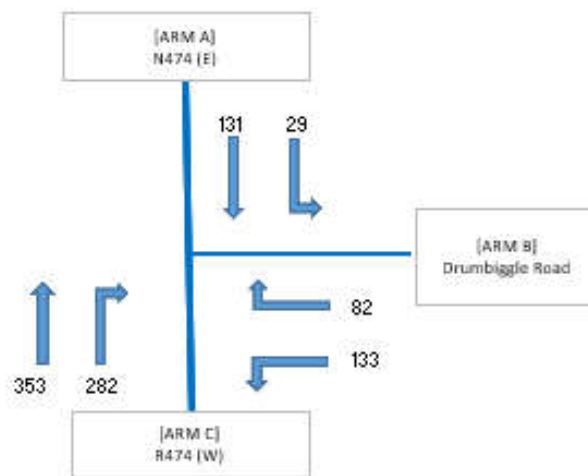 [ARM A]
N474 (E)
131
29
[ARM B]
Drumbiggle Road
82
133
353
282
[ARM C]
R474 (W)